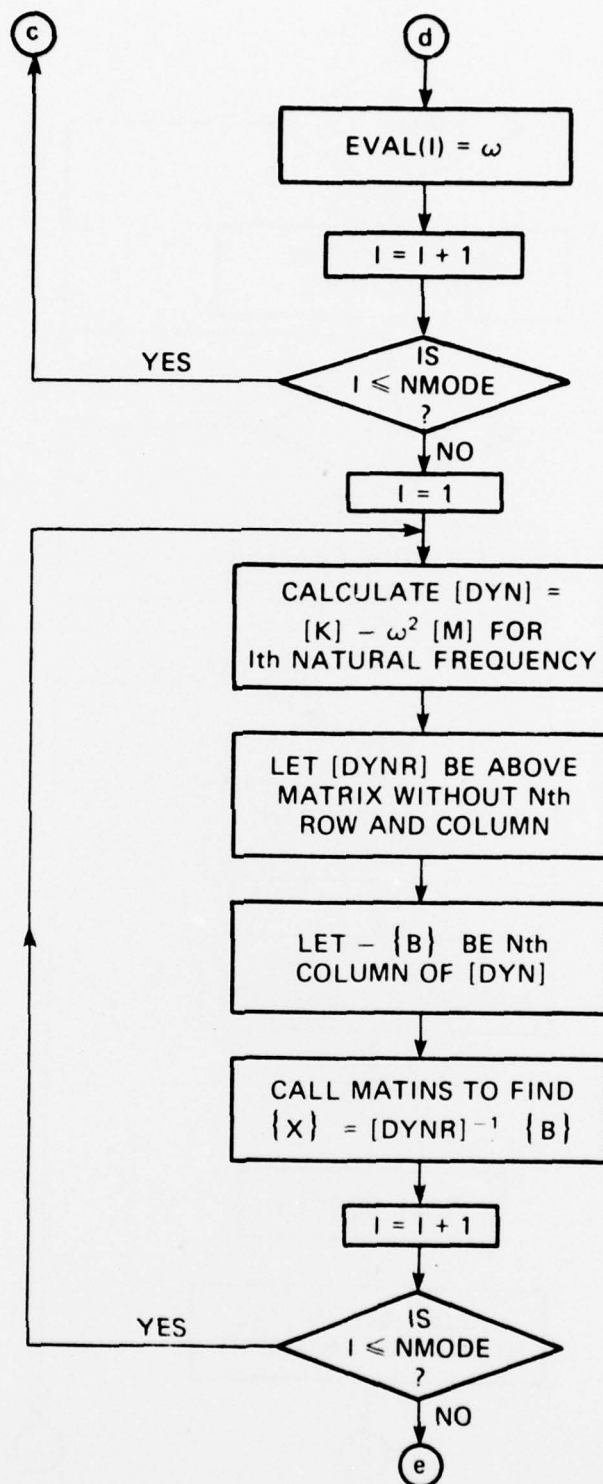 c
d
EVAL(I) = ω
I = I + 1
IS
I ⩽ NMODE
?
YES
NO
I = 1
CALCULATE [DYN] =
[K] − ω² [M] FOR
Ith NATURAL FREQUENCY
LET [DYNR] BE ABOVE
MATRIX WITHOUT Nth
ROW AND COLUMN
LET − {B} BE Nth
COLUMN OF [DYN]
CALL MATINS TO FIND
{X} = [DYNR]⁻¹ {B}
I = I + 1
IS
I ⩽ NMODE
?
YES
NO
e